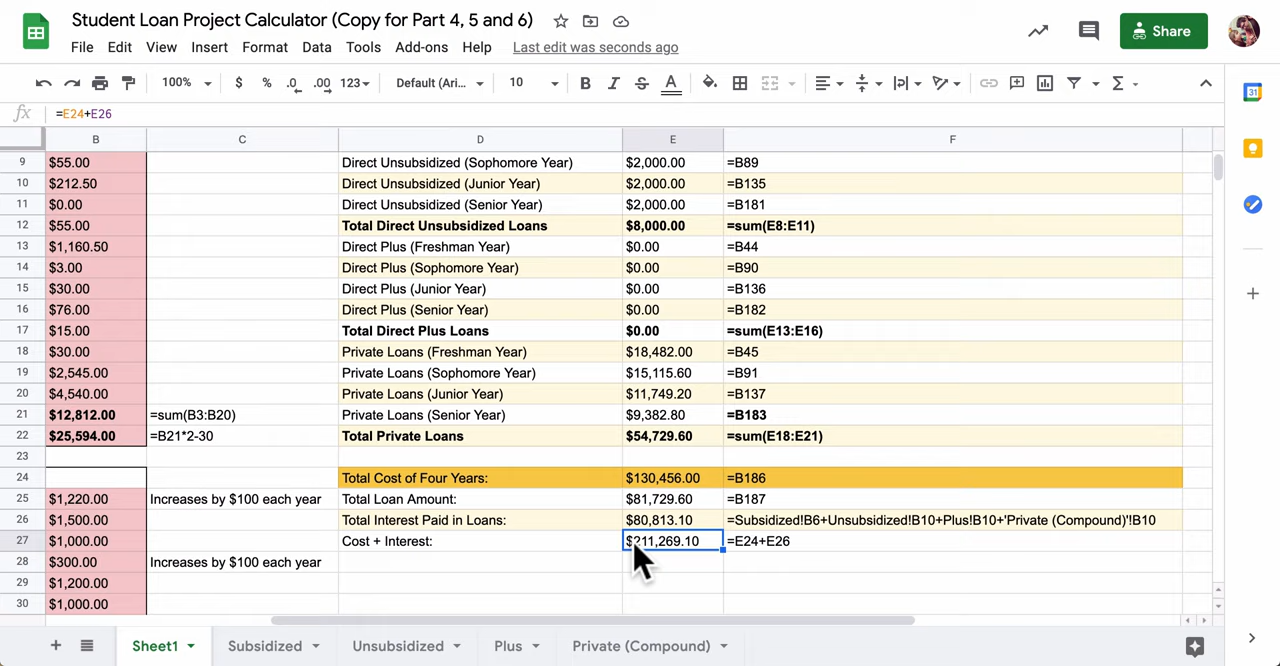 Student Loan Project Calculator (Copy for Part 4, 5 and 6)
File Edit View Insert Format Data Tools Add-ons Help Last edit was seconds ago
Share
100% $ % .0 .00 123 Default (Ari... 10 B I S A
fx =E24+E26
B C D E F
9 $55.00 Direct Unsubsidized (Sophomore Year) $2,000.00 =B89
10 $212.50 Direct Unsubsidized (Junior Year) $2,000.00 =B135
11 $0.00 Direct Unsubsidized (Senior Year) $2,000.00 =B181
12 $55.00 Total Direct Unsubsidized Loans $8,000.00 =sum(E8:E11)
13 $1,160.50 Direct Plus (Freshman Year) $0.00 =B44
14 $3.00 Direct Plus (Sophomore Year) $0.00 =B90
15 $30.00 Direct Plus (Junior Year) $0.00 =B136
16 $76.00 Direct Plus (Senior Year) $0.00 =B182
17 $15.00 Total Direct Plus Loans $0.00 =sum(E13:E16)
18 $30.00 Private Loans (Freshman Year) $18,482.00 =B45
19 $2,545.00 Private Loans (Sophomore Year) $15,115.60 =B91
20 $4,540.00 Private Loans (Junior Year) $11,749.20 =B137
21 $12,812.00 =sum(B3:B20) Private Loans (Senior Year) $9,382.80 =B183
22 $25,594.00 =B21*2-30 Total Private Loans $54,729.60 =sum(E18:E21)
23
24 Total Cost of Four Years: $130,456.00 =B186
25 $1,220.00 Increases by $100 each year Total Loan Amount: $81,729.60 =B187
26 $1,500.00 Total Interest Paid in Loans: $80,813.10 =Subsidized!B6+Unsubsidized!B10+Plus!B10+'Private (Compound)'!B10
27 $1,000.00 Cost + Interest: $211,269.10 =E24+E26
28 $300.00 Increases by $100 each year
29 $1,200.00
30 $1,000.00
Sheet1 Subsidized Unsubsidized Plus Private (Compound)
31